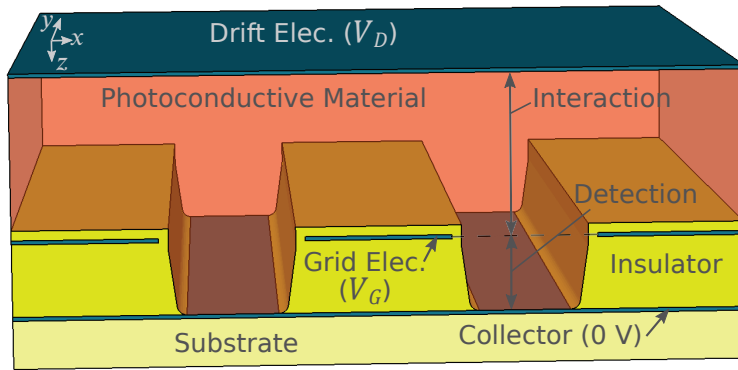 y
x
z
Drift Elec. (V_D)
Photoconductive Material
Interaction
Detection
Grid Elec.
(V_G)
Insulator
Collector (0 V)
Substrate